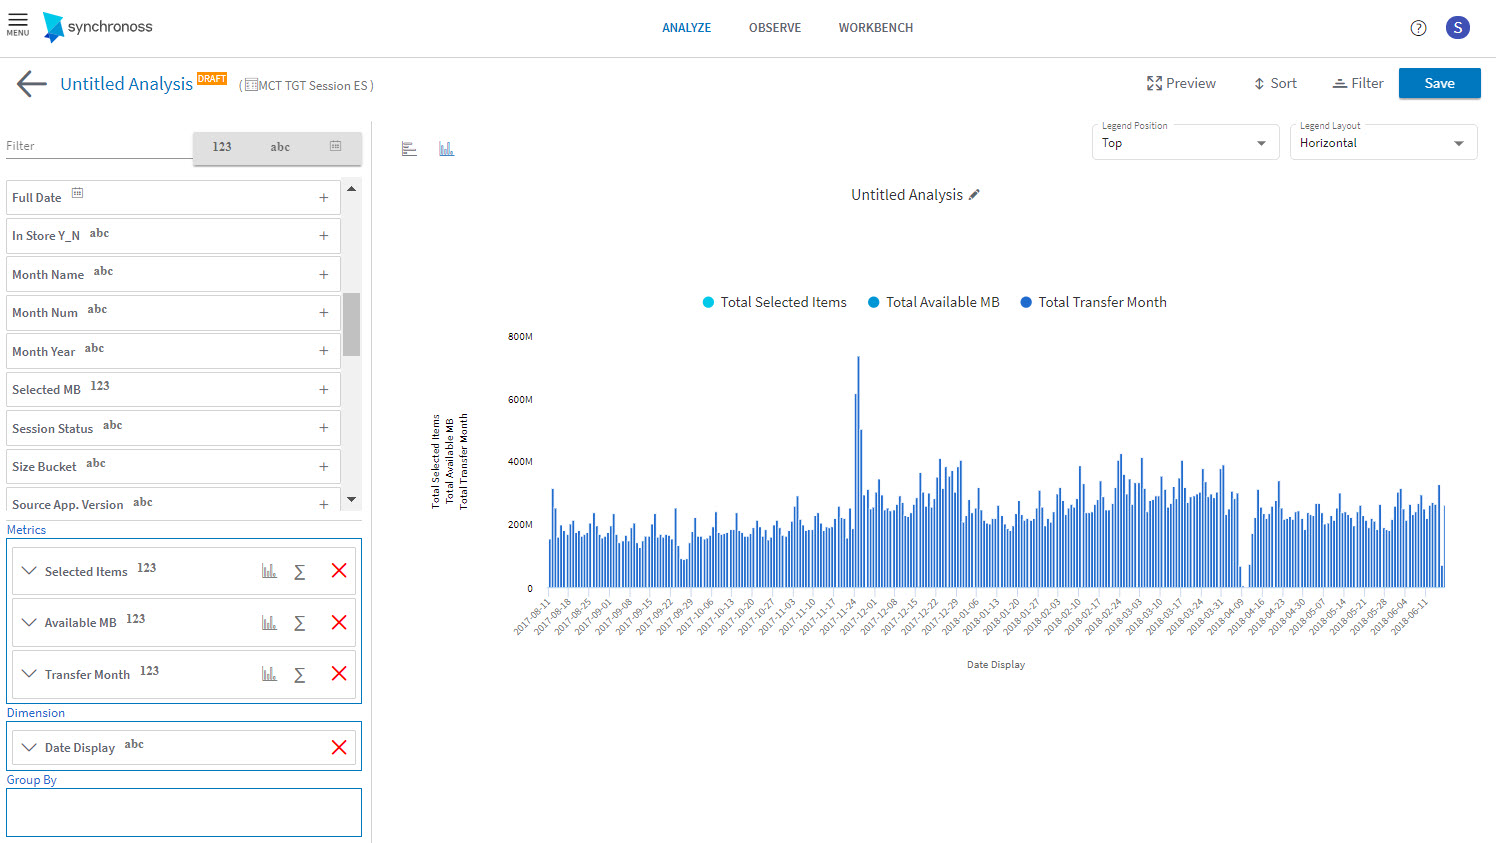 MENU
synchronoss
ANALYZE
OBSERVE
WORKBENCH
?
S
Untitled Analysis DRAFT ( MCT TGT Session ES )
Preview
Sort
Filter
Save
Filter
123
abc
Full Date
+
In Store Y_N abc
+
Month Name abc
+
Month Num abc
+
Month Year abc
+
Selected MB 123
+
Session Status abc
+
Size Bucket abc
+
Source App. Version abc
+
Metrics
Selected Items 123
Σ
Available MB 123
Σ
Transfer Month 123
Σ
Dimension
Date Display abc
Group By
Legend Position
Top
Legend Layout
Horizontal
Untitled Analysis
Total Selected Items
Total Available MB
Total Transfer Month
Total Selected Items
Total Available MB
Total Transfer Month
800M
600M
400M
200M
0
2017-08-11
2017-08-18
2017-08-25
2017-09-01
2017-09-08
2017-09-15
2017-09-22
2017-09-29
2017-10-06
2017-10-13
2017-10-20
2017-10-27
2017-11-03
2017-11-10
2017-11-17
2017-11-24
2017-12-01
2017-12-08
2017-12-15
2017-12-22
2017-12-29
2018-01-06
2018-01-13
2018-01-20
2018-01-27
2018-02-03
2018-02-10
2018-02-17
2018-02-24
2018-03-03
2018-03-10
2018-03-17
2018-03-24
2018-03-31
2018-04-09
2018-04-16
2018-04-23
2018-04-30
2018-05-07
2018-05-14
2018-05-21
2018-05-28
2018-06-04
2018-06-11
Date Display